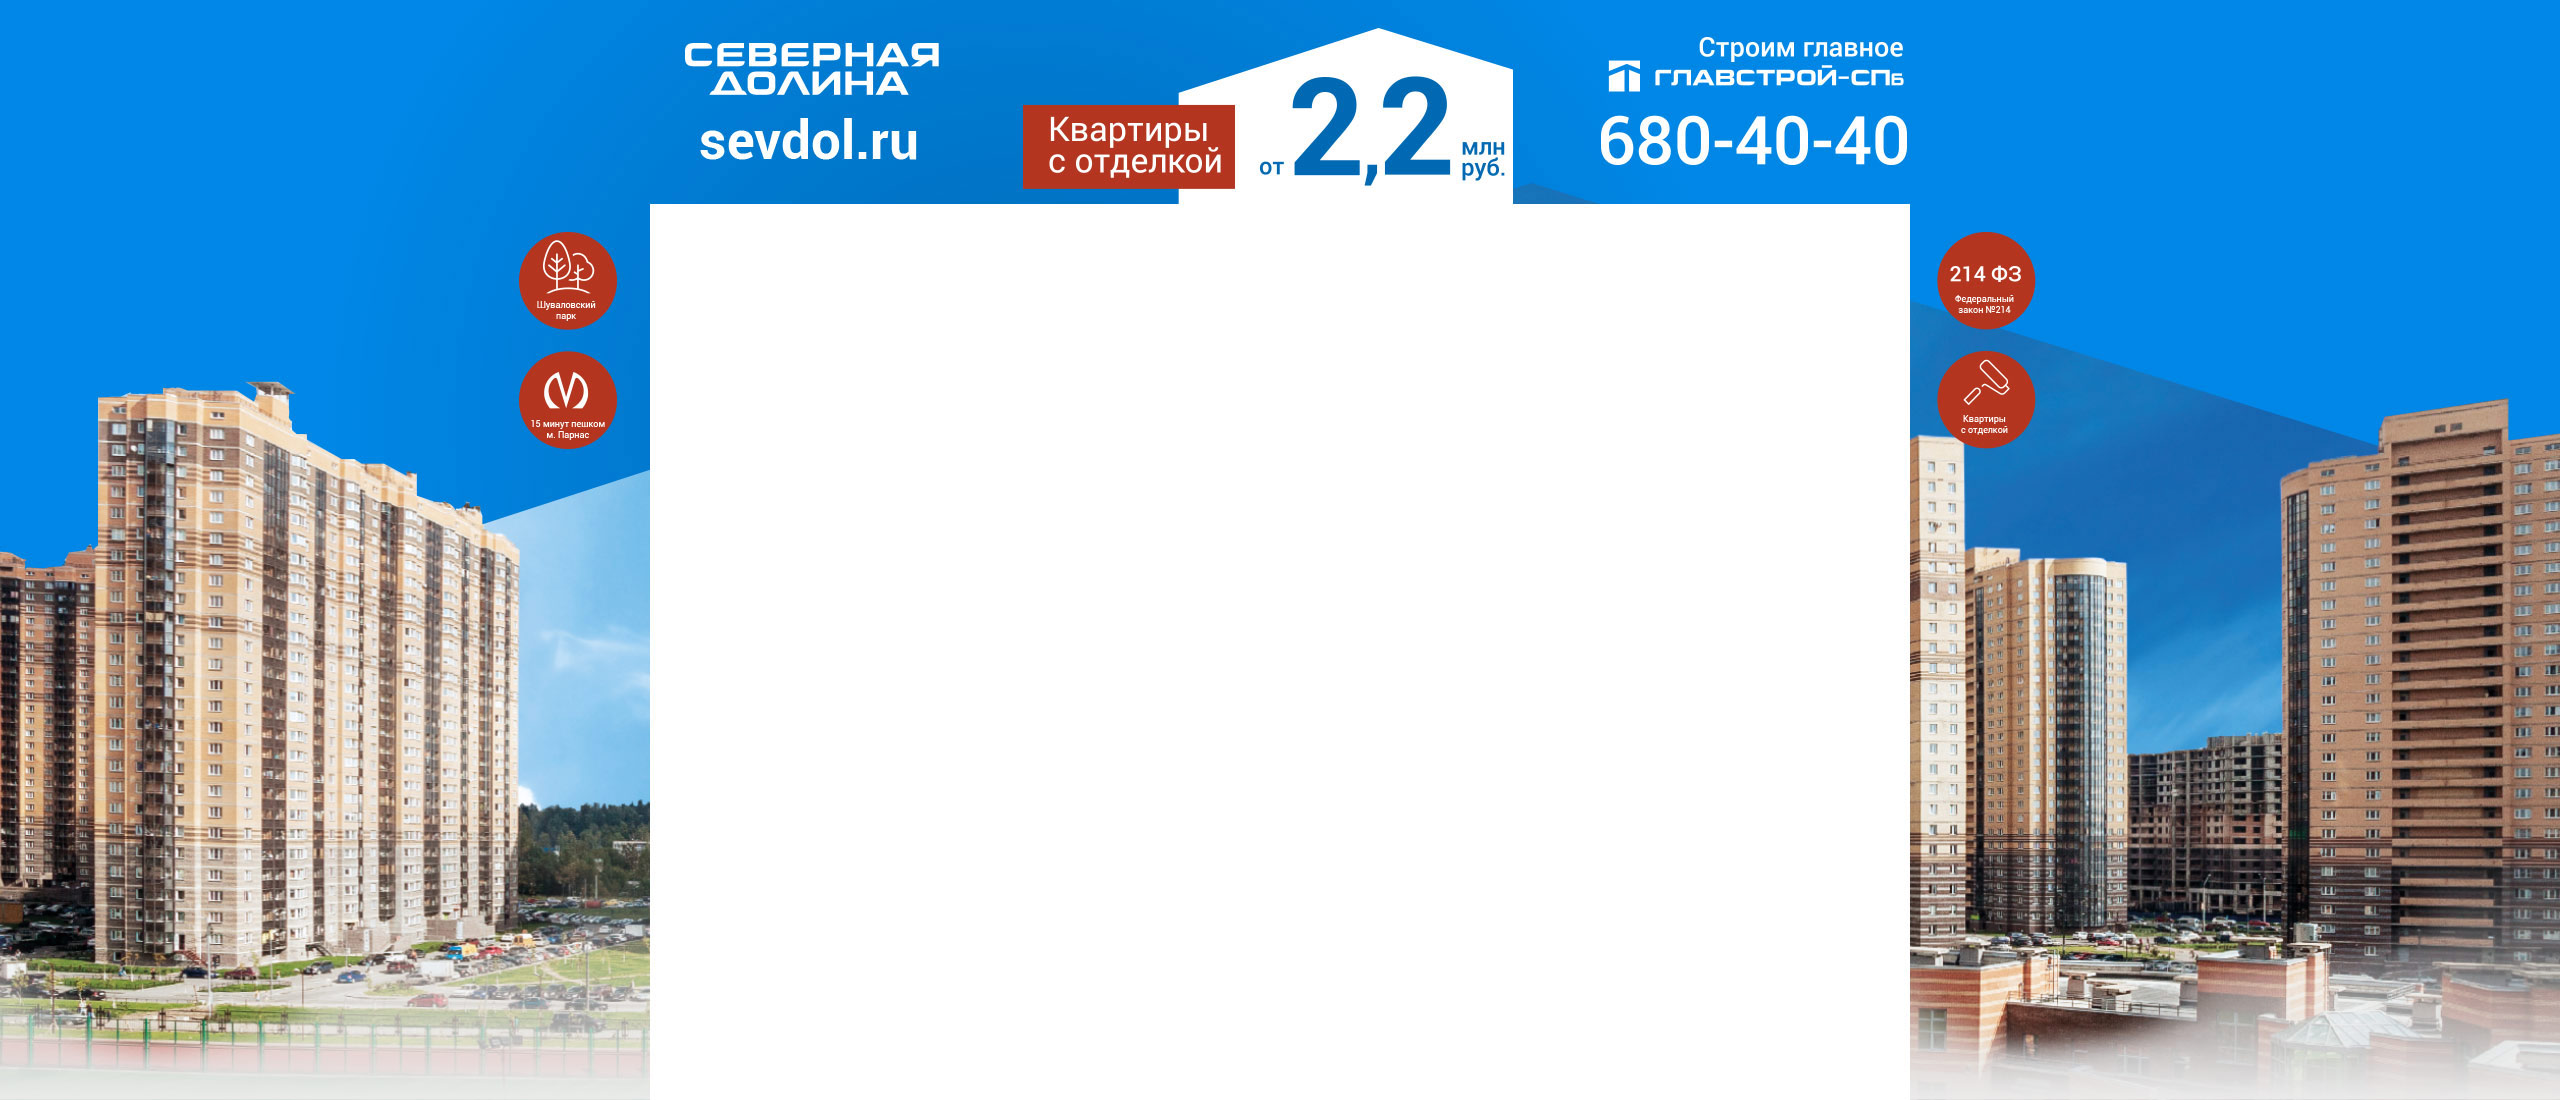 СЕВЕРНАЯ
ДОЛИНА
sevdol.ru
Квартиры
с отделкой
от 2,2 млн
руб.
Строим главное
ГЛАВСТРОЙ-СПб
680-40-40
Шуваловский
парк
15 минут пешком
м. Парнас
214 ФЗ
Федеральный
закон №214
Квартиры
с отделкой